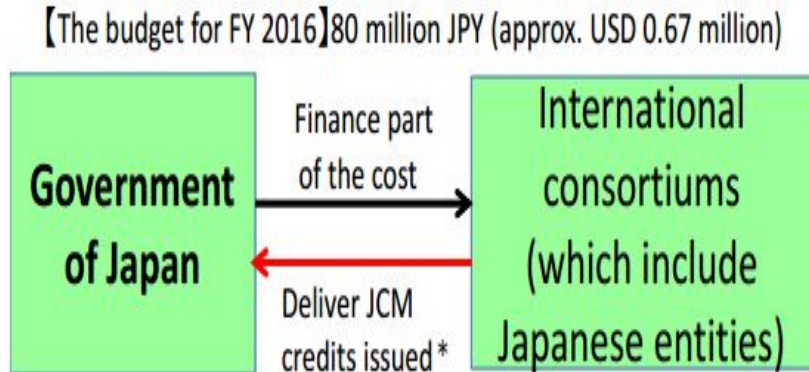 【The budget for FY 2016】80 million JPY (approx. USD 0.67 million)
Government
of Japan
Finance part
of the cost
Deliver JCM
credits issued *
International
consortiums
(which include
Japanese entities)